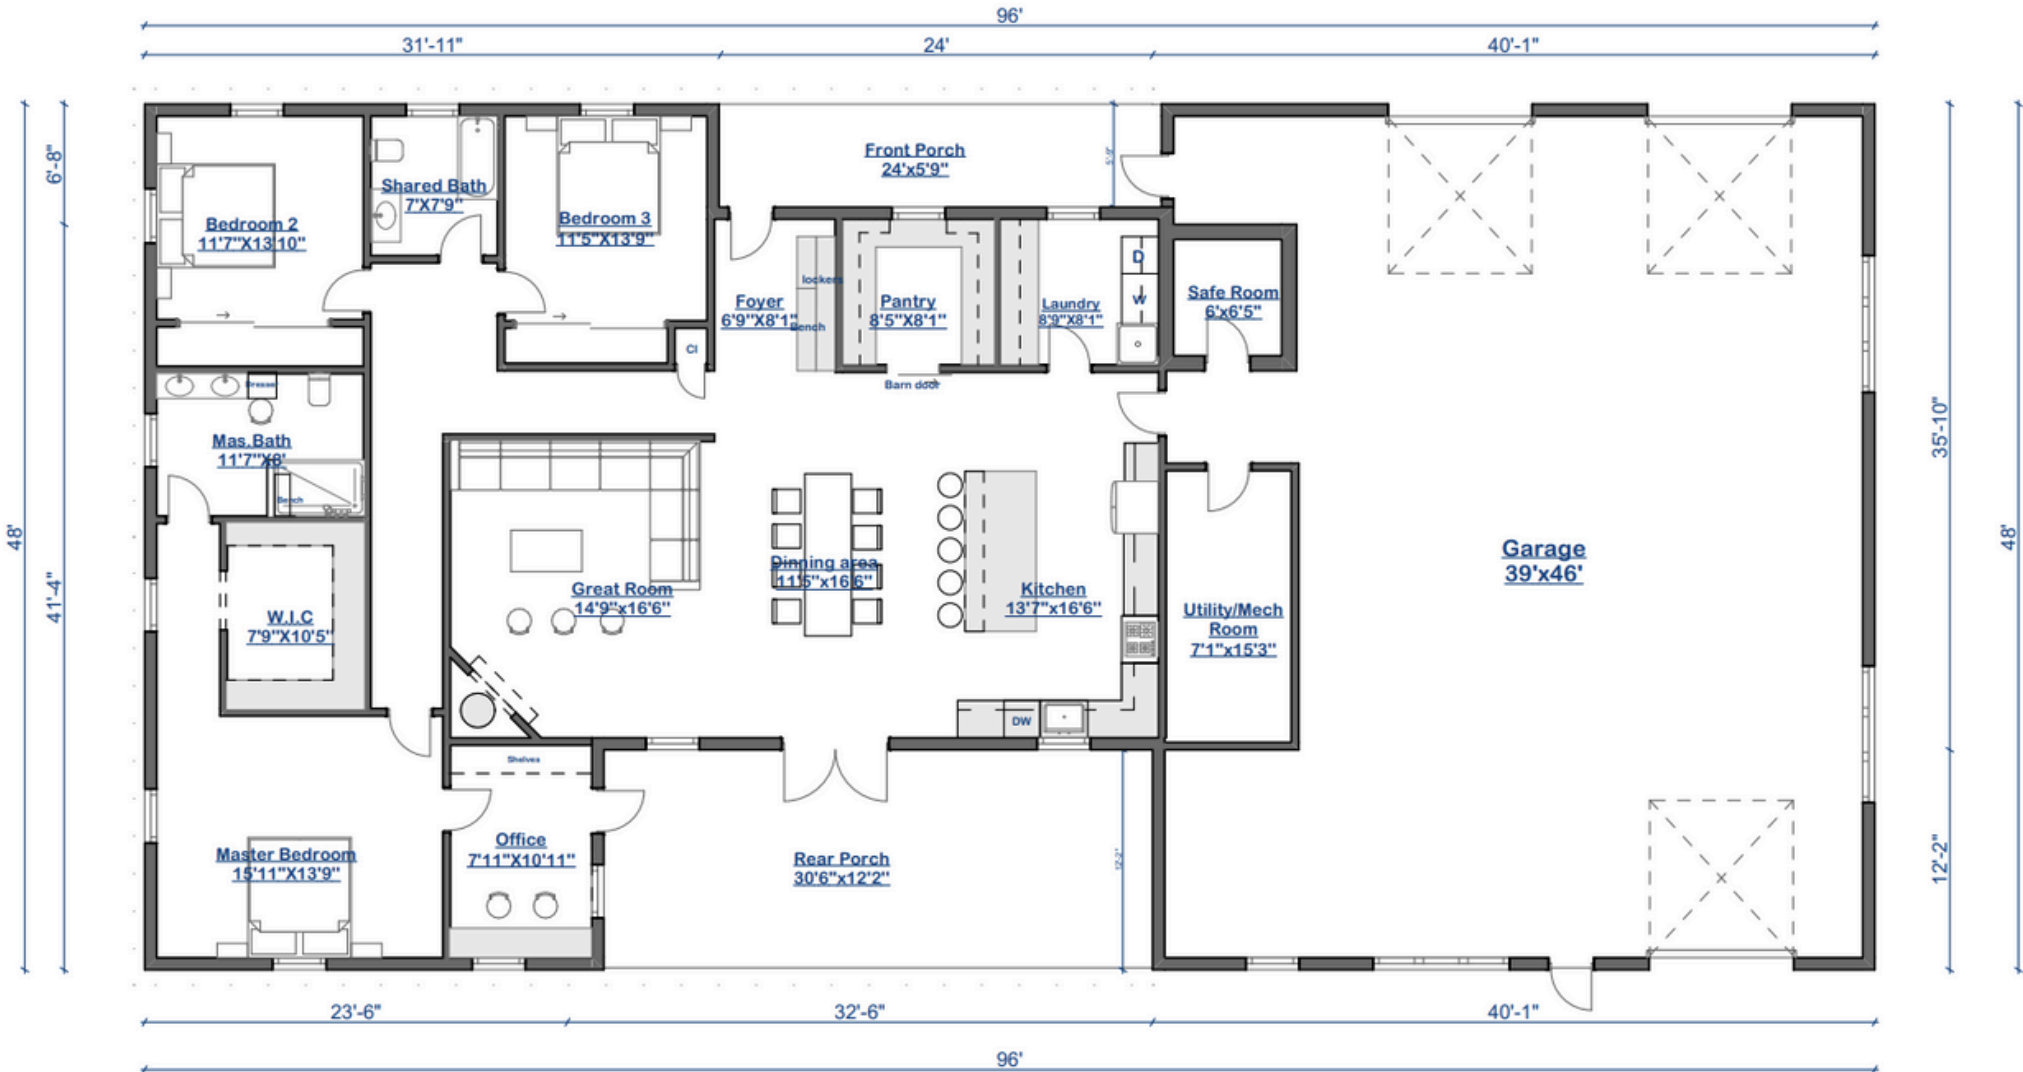 96'
31'-11"
24'
40'-1"
6'-8"
41'-4"
48'
Front Porch
24'x5'9"
5'-9"
Bedroom 2
11'7"X13'10"
Shared Bath
7'X7'9"
Bedroom 3
11'5"X13'9"
lockers
Bench
Foyer
6'9"X8'1"
Pantry
8'5"X8'1"
Barn door
D
W
Laundry
8'9"X8'1"
Safe Room
6'x6'5"
Cl
Dresser
Mas.Bath
11'7"X8'
Bench
W.I.C
7'9"X10'5"
Great Room
14'9"x16'6"
Dinning area
11'5"x16'6"
Kitchen
13'7"x16'6"
DW
Utility/Mech
Room
7'1"x15'3"
Garage
39'x46'
35'-10"
48'
12'-2"
Shelves
Office
7'11"X10'11"
Master Bedroom
15'11"X13'9"
Rear Porch
30'6"x12'2"
12'-2"
23'-6"
32'-6"
40'-1"
96'